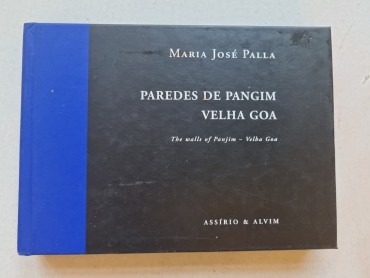 MARIA JOSÉ PALLA
PAREDES DE PANGIM
VELHA GOA
The walls of Panjim – Velha Goa
ASSÍRIO & ALVIM